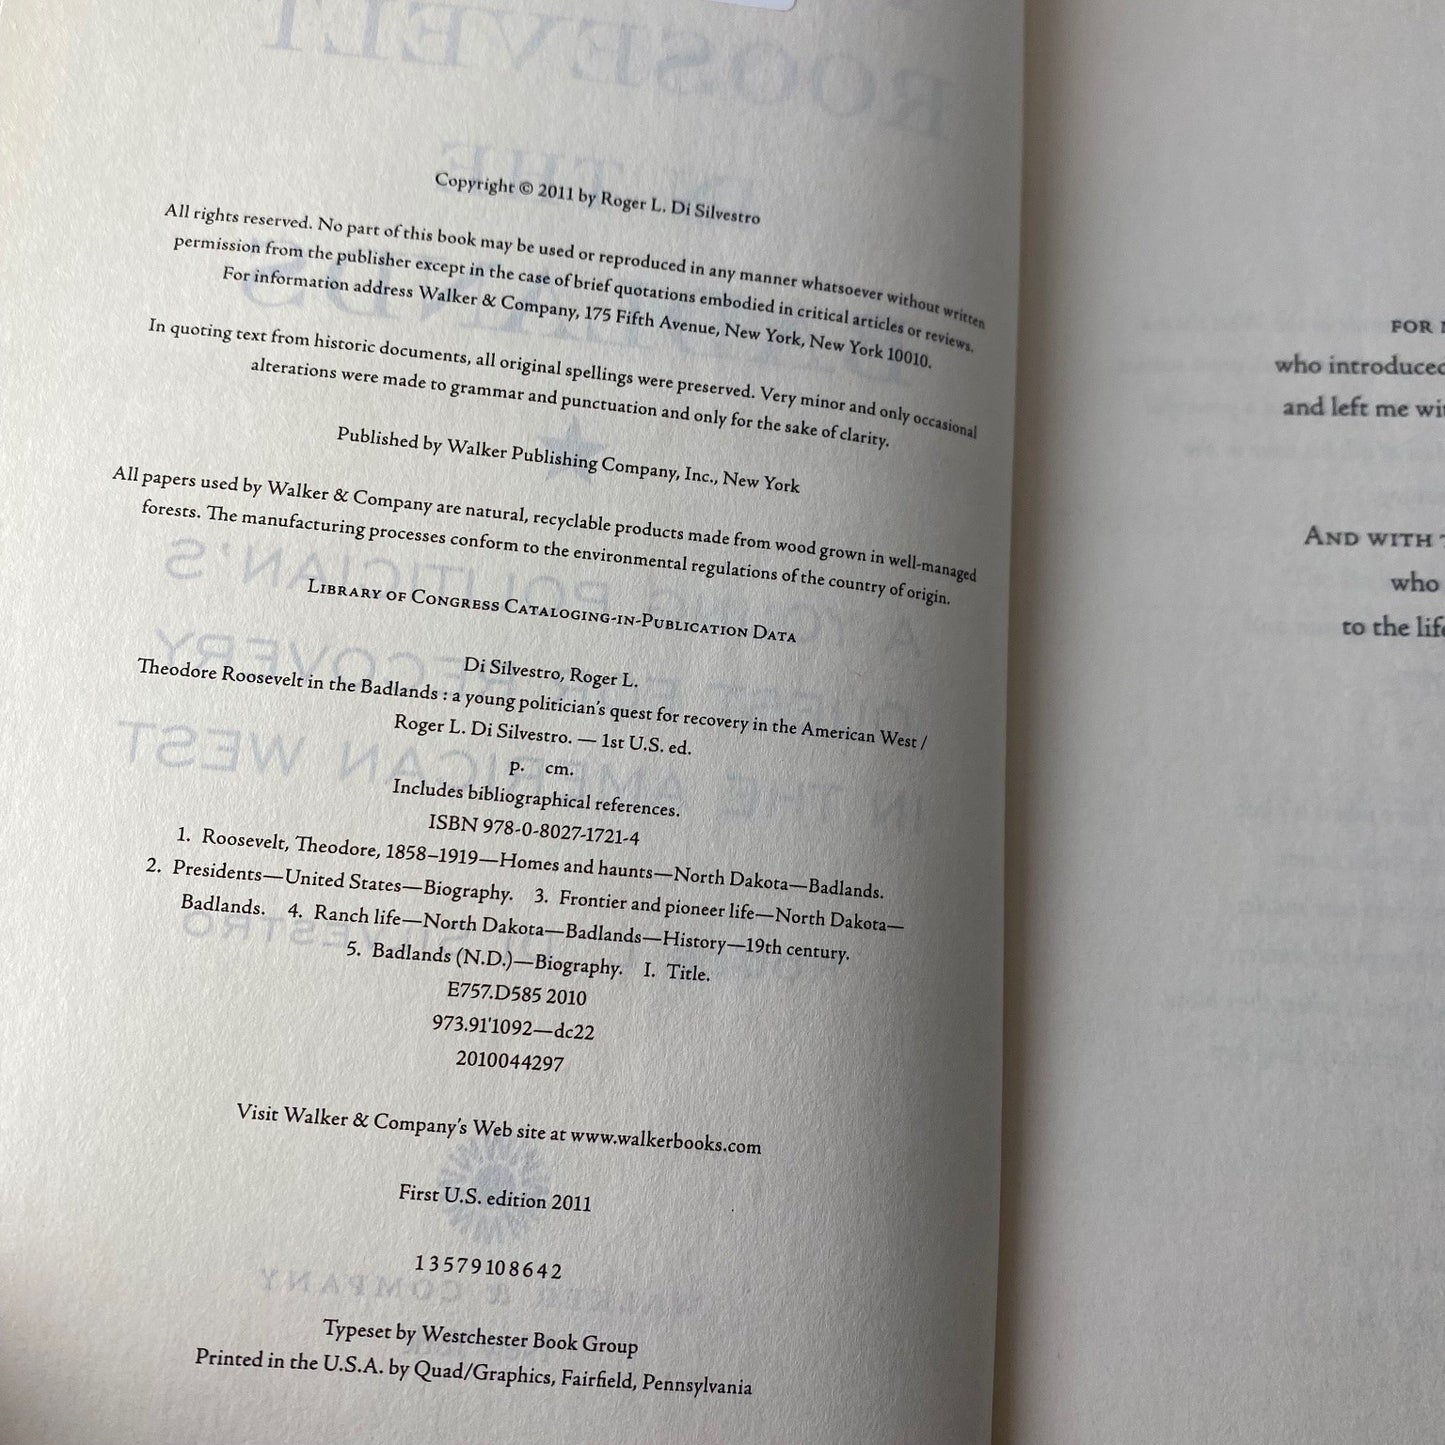 Copyright © 2011 by Roger L. Di Silvestro
All rights reserved. No part of this book may be used or reproduced in any manner whatsoever without written
permission from the publisher except in the case of brief quotations embodied in critical articles or reviews.
For information address Walker & Company, 175 Fifth Avenue, New York, New York 10010.
In quoting text from historic documents, all original spellings were preserved. Very minor and only occasional
alterations were made to grammar and punctuation and only for the sake of clarity.
Published by Walker Publishing Company, Inc., New York
All papers used by Walker & Company are natural, recyclable products made from wood grown in well-managed
forests. The manufacturing processes conform to the environmental regulations of the country of origin.
Library of Congress Cataloging-in-Publication Data
Di Silvestro, Roger L.
Theodore Roosevelt in the Badlands : a young politician's quest for recovery in the American West /
Roger L. Di Silvestro. — 1st U.S. ed.
p. cm.
Includes bibliographical references.
ISBN 978-0-8027-1721-4
1. Roosevelt, Theodore, 1858–1919—Homes and haunts—North Dakota—Badlands.
2. Presidents—United States—Biography. 3. Frontier and pioneer life—North Dakota—
Badlands. 4. Ranch life—North Dakota—Badlands—History—19th century.
5. Badlands (N.D.)—Biography. I. Title.
E757.D585 2010
973.91'1092—dc22
2010044297
Visit Walker & Company's Web site at www.walkerbooks.com
First U.S. edition 2011
1 3 5 7 9 10 8 6 4 2
Typeset by Westchester Book Group
Printed in the U.S.A. by Quad/Graphics, Fairfield, Pennsylvania
FOR
who introduced
and left me
AND WITH
who
to the